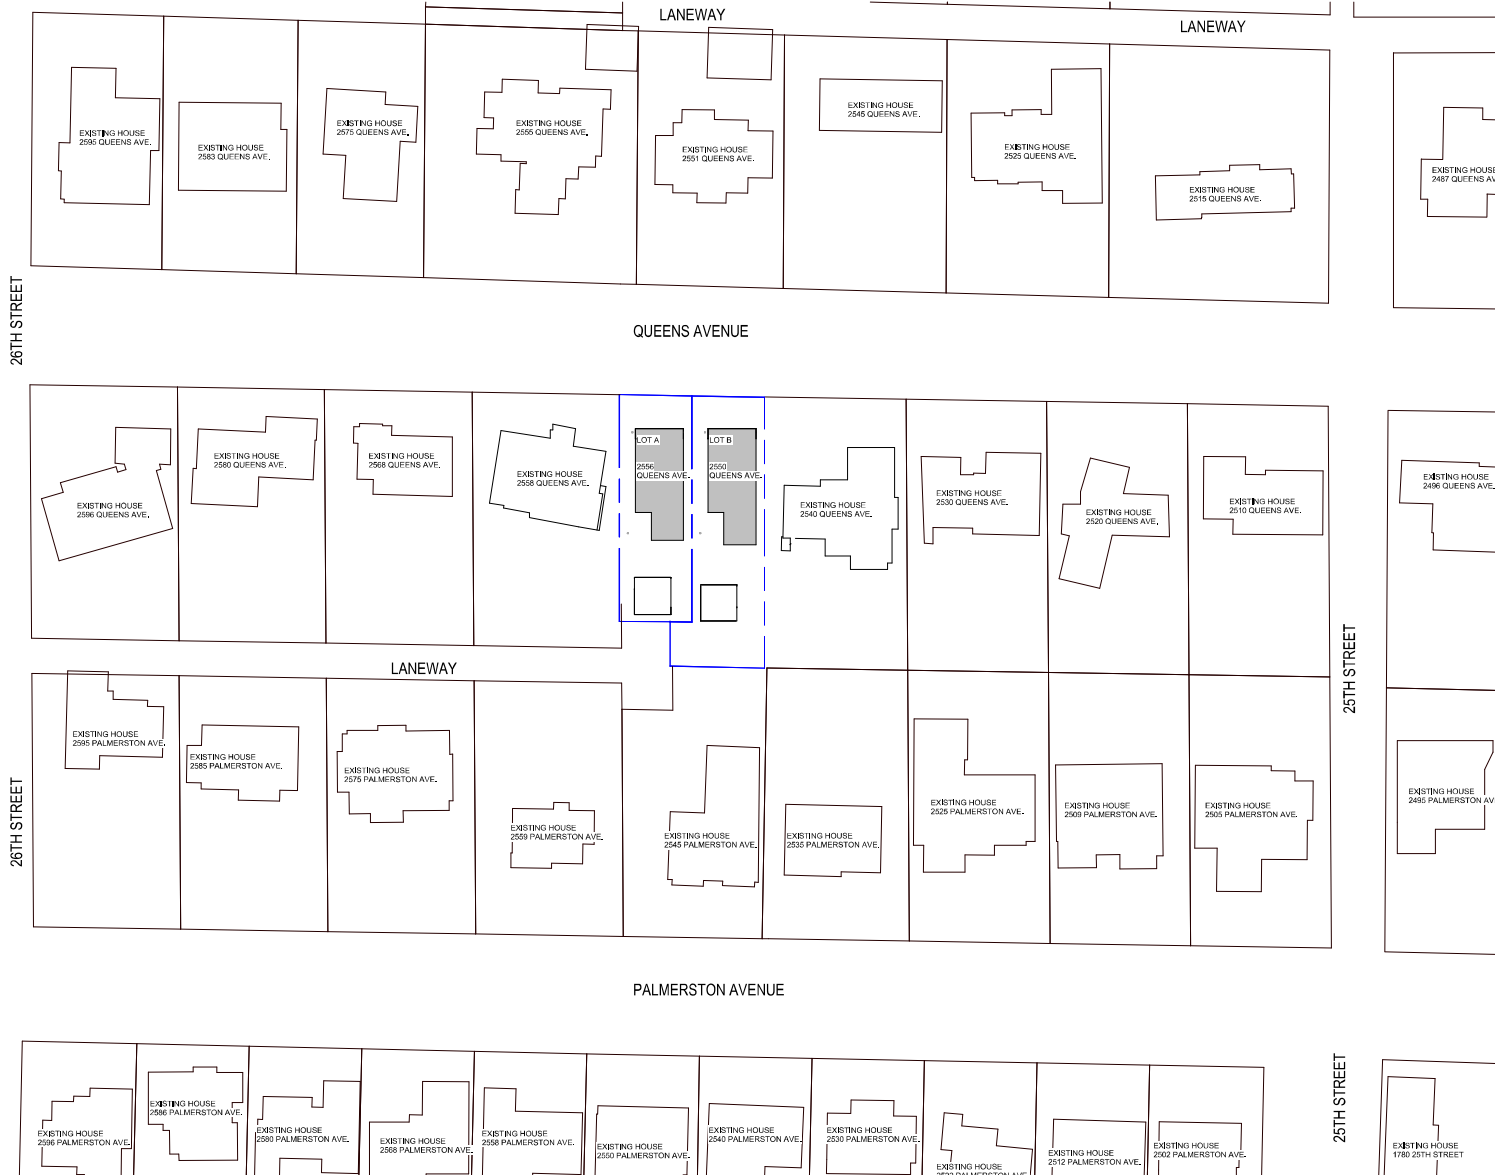 LANEWAY
LANEWAY
EXISTING HOUSE
2595 QUEENS AVE.
EXISTING HOUSE
2583 QUEENS AVE.
EXISTING HOUSE
2575 QUEENS AVE.
EXISTING HOUSE
2555 QUEENS AVE.
EXISTING HOUSE
2551 QUEENS AVE.
EXISTING HOUSE
2545 QUEENS AVE.
EXISTING HOUSE
2525 QUEENS AVE.
EXISTING HOUSE
2515 QUEENS AVE.
EXISTING HOUSE
2487 QUEENS AV
26TH STREET
QUEENS AVENUE
EXISTING HOUSE
2596 QUEENS AVE.
EXISTING HOUSE
2580 QUEENS AVE.
EXISTING HOUSE
2568 QUEENS AVE.
EXISTING HOUSE
2558 QUEENS AVE.
LOT A
2556
QUEENS AVE.
LOT B
2550
QUEENS AVE.
EXISTING HOUSE
2540 QUEENS AVE.
EXISTING HOUSE
2530 QUEENS AVE.
EXISTING HOUSE
2520 QUEENS AVE.
EXISTING HOUSE
2510 QUEENS AVE.
EXISTING HOUSE
2496 QUEENS AVE.
LANEWAY
25TH STREET
EXISTING HOUSE
2595 PALMERSTON AVE.
EXISTING HOUSE
2585 PALMERSTON AVE.
EXISTING HOUSE
2575 PALMERSTON AVE.
EXISTING HOUSE
2559 PALMERSTON AVE.
EXISTING HOUSE
2545 PALMERSTON AVE.
EXISTING HOUSE
2535 PALMERSTON AVE.
EXISTING HOUSE
2525 PALMERSTON AVE.
EXISTING HOUSE
2509 PALMERSTON AVE.
EXISTING HOUSE
2505 PALMERSTON AVE.
EXISTING HOUSE
2495 PALMERSTON AV
26TH STREET
PALMERSTON AVENUE
25TH STREET
EXISTING HOUSE
2596 PALMERSTON AVE.
EXISTING HOUSE
2586 PALMERSTON AVE.
EXISTING HOUSE
2580 PALMERSTON AVE.
EXISTING HOUSE
2568 PALMERSTON AVE.
EXISTING HOUSE
2558 PALMERSTON AVE.
EXISTING HOUSE
2550 PALMERSTON AVE.
EXISTING HOUSE
2540 PALMERSTON AVE.
EXISTING HOUSE
2530 PALMERSTON AVE.
EXISTING HOUSE
PALMERSTON AVE.
EXISTING HOUSE
2512 PALMERSTON AVE.
EXISTING HOUSE
2502 PALMERSTON AVE.
EXISTING HOUSE
1780 25TH STREET